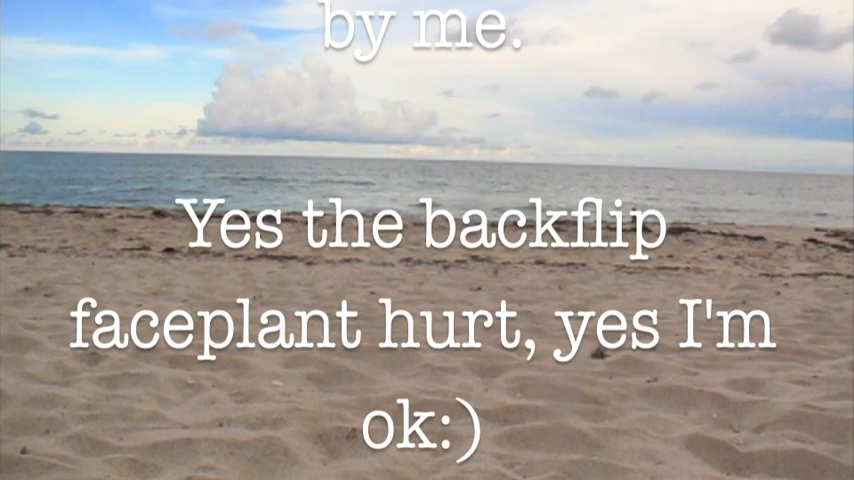 by me.
Yes the backflip
faceplant hurt, yes I'm
ok:)